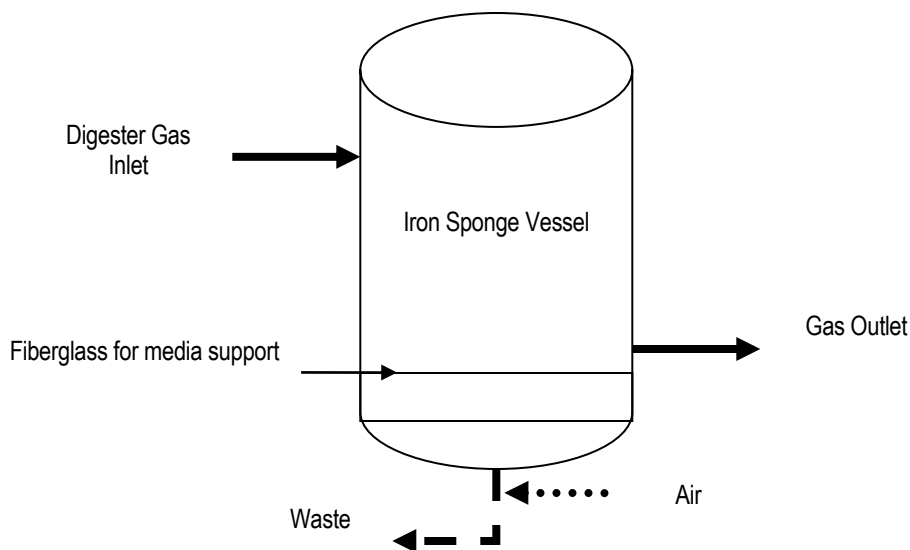 Digester Gas
Inlet
Iron Sponge Vessel
Gas Outlet
Fiberglass for media support
Air
Waste